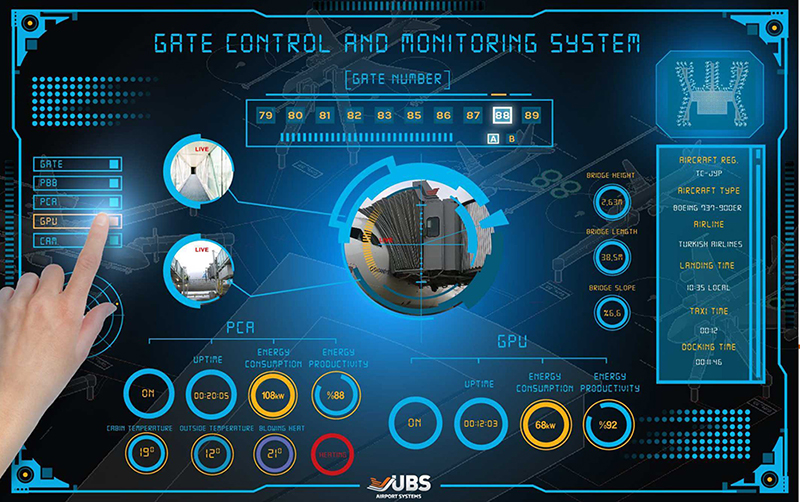 GATE CONTROL AND MONITORING SYSTEM
[GATE NUMBER]
79 80 81 82 83 85 86 87 88 89
A B
GATE
PBB
PCA
GPU
CAM
LIVE
LIVE
BRIDGE HEIGHT
2,63M
BRIDGE LENGTH
38,5M
BRIDGE SLOPE
%6,6
AIRCRAFT REG.
TC-JYP
AIRCRAFT TYPE
BOEING 737-900ER
AIRLINE
TURKISH AIRLINES
LANDING TIME
10:35 LOCAL
TAXI TIME
00:12
DOCKING TIME
00:11:46
PCA
UPTIME
ENERGY CONSUMPTION
ENERGY PRODUCTIVITY
ON
00:20:05
108kW
%88
CABIN TEMPERATURE
OUTSIDE TEMPERATURE
BLOWING HEAT
19°
12°
21°
HEATING
GPU
UPTIME
ENERGY CONSUMPTION
ENERGY PRODUCTIVITY
ON
00:12:03
68kW
%92
UBS
AIRPORT SYSTEMS